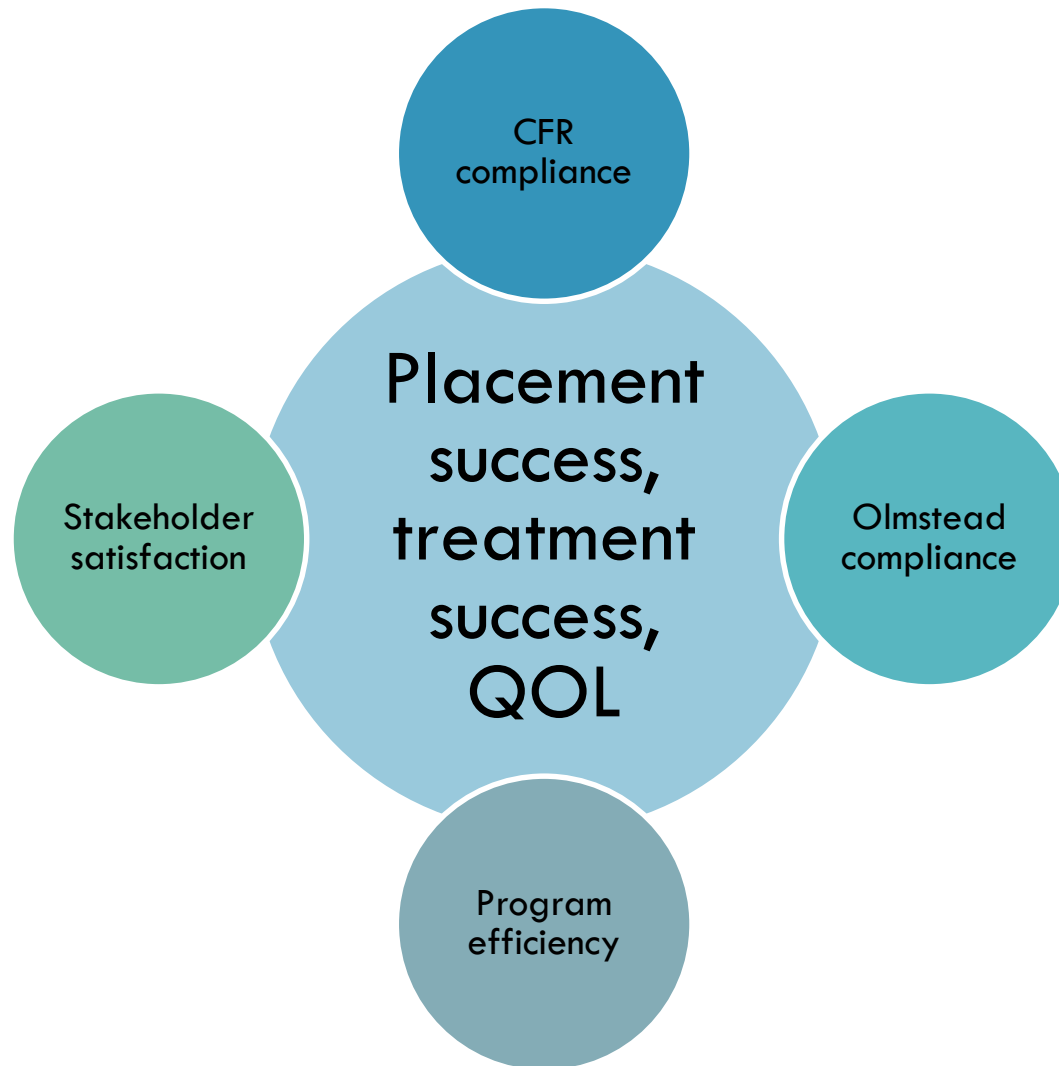 CFR
compliance
Placement
success,
treatment
success,
QOL
Stakeholder
satisfaction
Olmstead
compliance
Program
efficiency